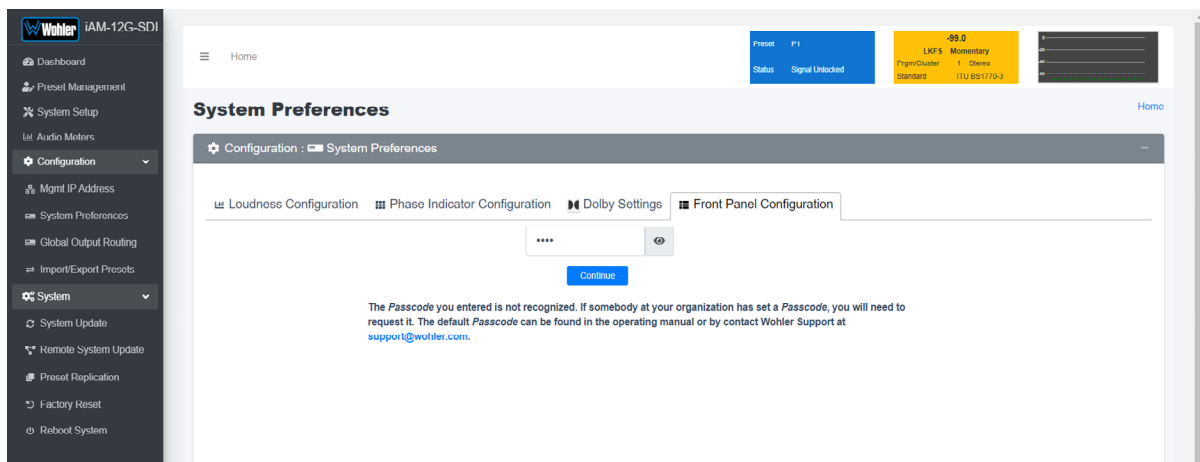 Wohler iAM-12G-SDI
Dashboard
Preset Management
System Setup
Audio Meters
Configuration
Mgmt IP Address
System Preferences
Global Output Routing
Import/Export Presets
System
System Update
Remote System Update
Preset Replication
Factory Reset
Reboot System
Home
Preset P1
Status Signal Unlocked
-99.0
LKFS Momentary
Prgm/Cluster 1 Stereo
Standard ITU BS1770-3
System Preferences
Home
Configuration : System Preferences
Loudness Configuration Phase Indicator Configuration Dolby Settings Front Panel Configuration
••••
Continue
The Passcode you entered is not recognized. If somebody at your organization has set a Passcode, you will need to
request it. The default Passcode can be found in the operating manual or by contact Wohler Support at
support@wohler.com.